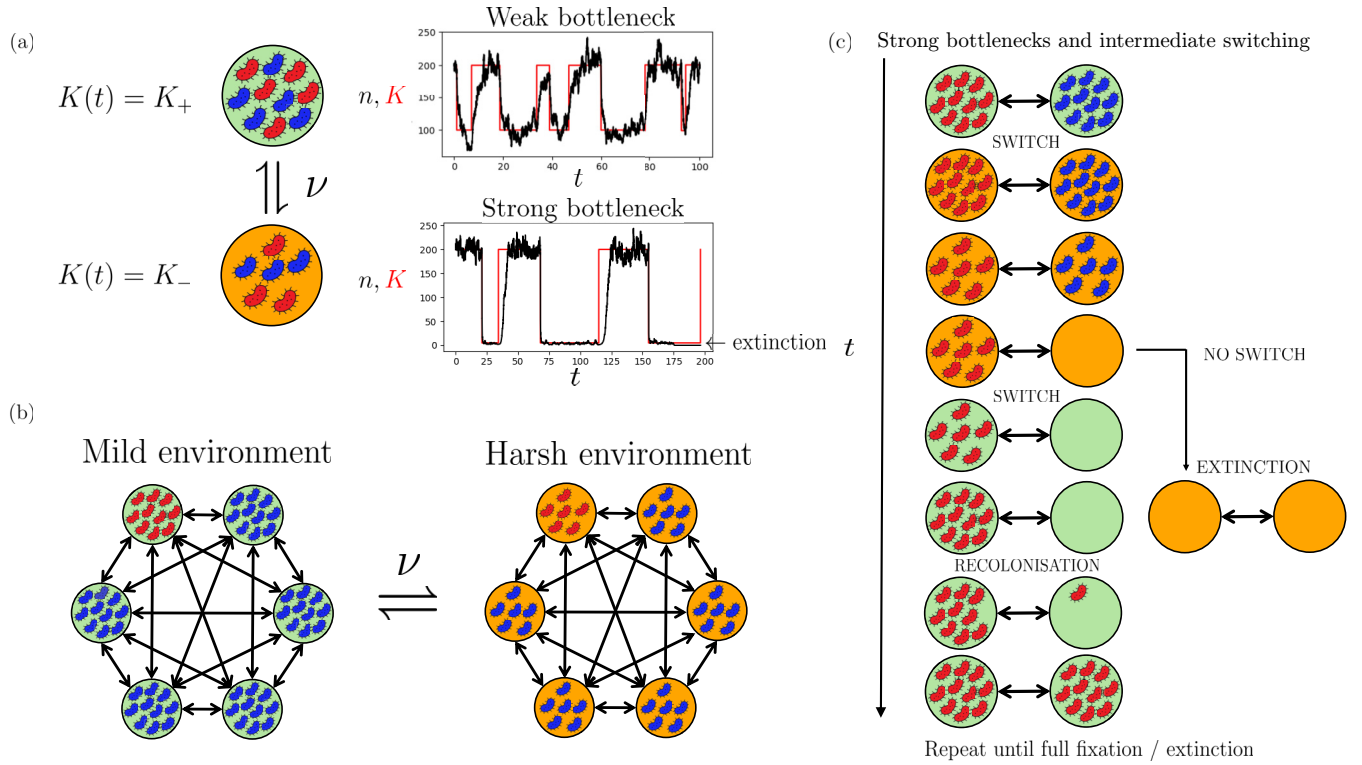 (a)
K(t) = K₊
ν
K(t) = K₋
Weak bottleneck
n, K
250
200
150
100
0
20
40
60
80
100
t
Strong bottleneck
n, K
250
200
150
100
50
0
← extinction
0
25
50
75
100
125
150
175
200
t
(b)
Mild environment
Harsh environment
ν
(c)
Strong bottlenecks and intermediate switching
SWITCH
t
NO SWITCH
SWITCH
EXTINCTION
RECOLONISATION
Repeat until full fixation / extinction